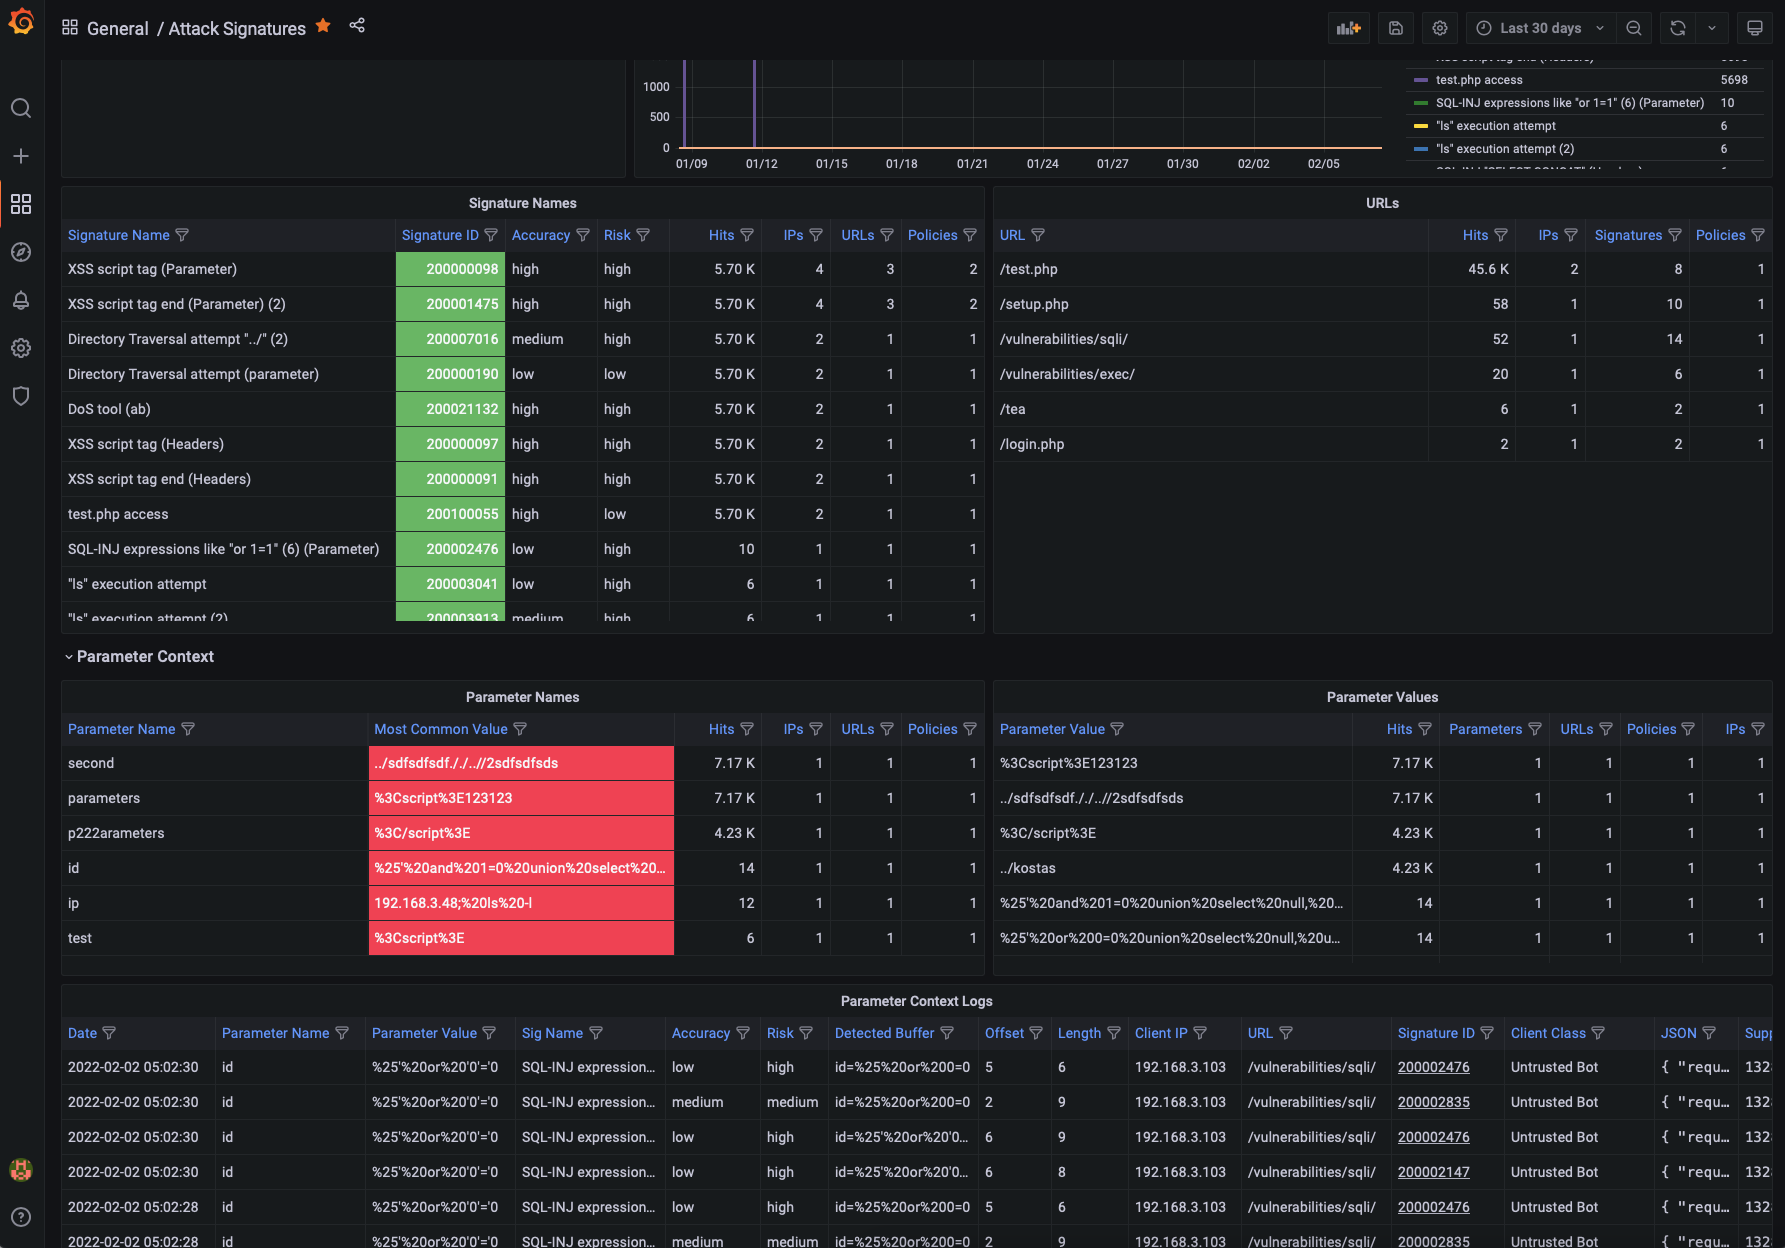 General / Attack Signatures
Last 30 days
1000
500
0
01/09 01/12 01/15 01/18 01/21 01/24 01/27 01/30 02/02 02/05
test.php access 5698
SQL-INJ expressions like "or 1=1" (6) (Parameter) 10
"ls" execution attempt 6
"ls" execution attempt (2) 6
Signature Names
Signature Name Signature ID Accuracy Risk Hits IPs URLs Policies
XSS script tag (Parameter) 200000098 high high 5.70 K 4 3 2
XSS script tag end (Parameter) (2) 200001475 high high 5.70 K 4 3 2
Directory Traversal attempt "../" (2) 200007016 medium high 5.70 K 2 1 1
Directory Traversal attempt (parameter) 200000190 low low 5.70 K 2 1 1
DoS tool (ab) 200021132 high high 5.70 K 2 1 1
XSS script tag (Headers) 200000097 high high 5.70 K 2 1 1
XSS script tag end (Headers) 200000091 high high 5.70 K 2 1 1
test.php access 200100055 high low 5.70 K 2 1 1
SQL-INJ expressions like "or 1=1" (6) (Parameter) 200002476 low high 10 1 1 1
"ls" execution attempt 200003041 low high 6 1 1 1
"ls" execution attempt (2) 200003913 medium high 6 1 1 1
URLs
URL Hits IPs Signatures Policies
/test.php 45.6 K 2 8 1
/setup.php 58 1 10 1
/vulnerabilities/sqli/ 52 1 14 1
/vulnerabilities/exec/ 20 1 6 1
/tea 6 1 2 1
/login.php 2 1 2 1
Parameter Context
Parameter Names
Parameter Name Most Common Value Hits IPs URLs Policies
second ../sdfsdfsdf././..//2sdfsdfsds 7.17 K 1 1 1
parameters %3Cscript%3E123123 7.17 K 1 1 1
p222arameters %3C/script%3E 4.23 K 1 1 1
id %25'%20and%201=0%20union%20select%20... 14 1 1 1
ip 192.168.3.48;%20ls%20-l 12 1 1 1
test %3Cscript%3E 6 1 1 1
Parameter Values
Parameter Value Hits Parameters URLs Policies IPs
%3Cscript%3E123123 7.17 K 1 1 1 1
../sdfsdfsdf././..//2sdfsdfsds 7.17 K 1 1 1 1
%3C/script%3E 4.23 K 1 1 1 1
../kostas 4.23 K 1 1 1 1
%25'%20and%201=0%20union%20select%20null,%20... 14 1 1 1 1
%25'%20or%200=0%20union%20select%20null,%20u... 14 1 1 1 1
Parameter Context Logs
Date Parameter Name Parameter Value Sig Name Accuracy Risk Detected Buffer Offset Length Client IP URL Signature ID Client Class JSON Supp
2022-02-02 05:02:30 id %25'%20or%20'0'='0 SQL-INJ expression... low high id=%25%20or%200=0 5 6 192.168.3.103 /vulnerabilities/sqli/ 200002476 Untrusted Bot { "requ... 132
2022-02-02 05:02:30 id %25'%20or%20'0'='0 SQL-INJ expression... medium medium id=%25%20or%200=0 2 9 192.168.3.103 /vulnerabilities/sqli/ 200002835 Untrusted Bot { "requ... 132
2022-02-02 05:02:30 id %25'%20or%20'0'='0 SQL-INJ expression... low high id=%25'%20or%20'0... 6 9 192.168.3.103 /vulnerabilities/sqli/ 200002476 Untrusted Bot { "requ... 132
2022-02-02 05:02:30 id %25'%20or%20'0'='0 SQL-INJ expression... low high id=%25'%20or%20'0... 6 8 192.168.3.103 /vulnerabilities/sqli/ 200002147 Untrusted Bot { "requ... 132
2022-02-02 05:02:28 id %25'%20or%20'0'='0 SQL-INJ expression... low high id=%25%20or%200=0 5 6 192.168.3.103 /vulnerabilities/sqli/ 200002476 Untrusted Bot { "requ... 132
2022-02-02 05:02:28 id %25'%20or%20'0'='0 SQL-INJ expression... medium medium id=%25%20or%200=0 2 9 192.168.3.103 /vulnerabilities/sqli/ 200002835 Untrusted Bot { "requ... 132